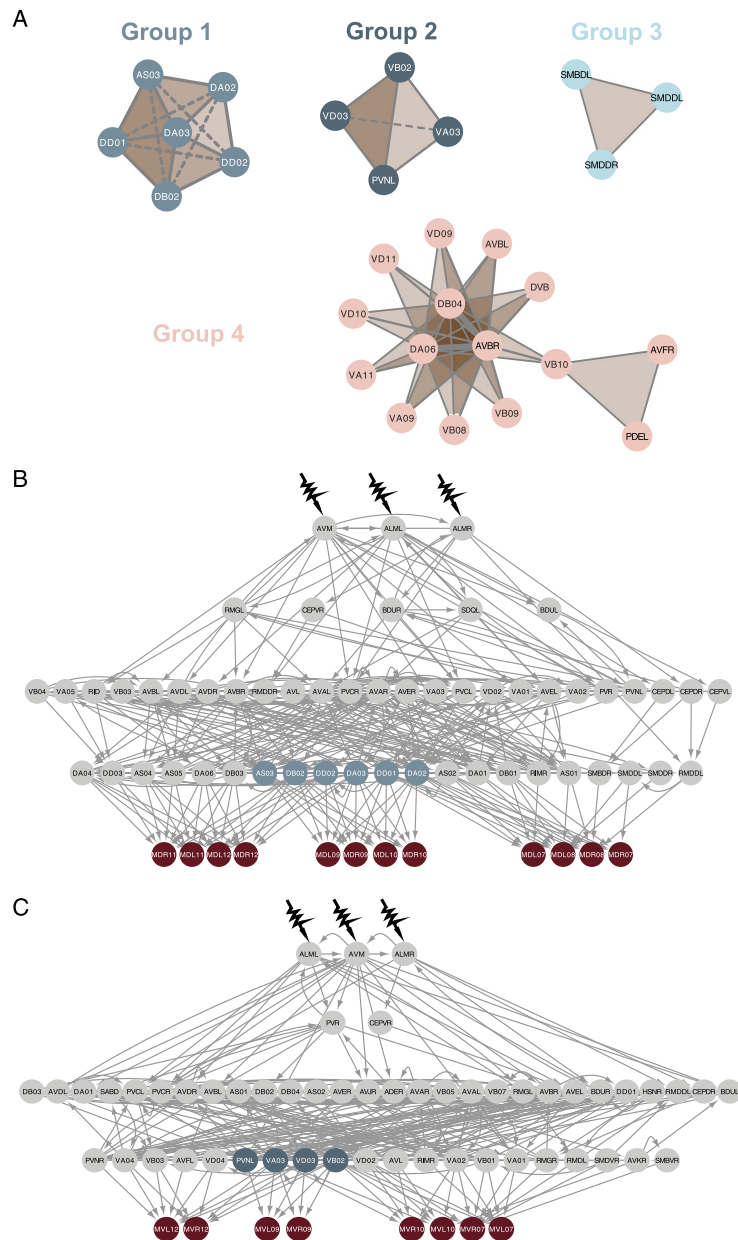 A
Group 1
Group 2
Group 3
AS03
DA02
DD01
DA03
DD02
DB02
VB02
VD03
VA03
PVNL
SMBDL
SMDDL
SMDDR
Group 4
VD09
AVBL
VD11
DVB
DB04
VD10
AVBR
DA06
AVFR
VB10
VA11
VA09
VB09
VB08
PDEL
B
AVM ALML ALMR
RMGL CEPVR BDUR SDQL BDUL
VB04 VA05 RID VB03 AVBL AVDL AVDR AVBR RMDDR AVL AVAL PVCR AVAR AVER VA03 PVCL VD02 VA01 AVEL VA02 PVR PVNL CEPDL CEPDR CEPVL
DA04 DD03 AS04 AS05 DA06 DB03 AS03 DB02 DD02 DA03 DD01 DA02 AS02 DA01 DB01 RIMR AS01 SMBDR SMDDL SMDDR RMDDL
MDR11 MDL11 MDL12 MDR12 MDL09 MDR09 MDL10 MDR10 MDL07 MDL08 MDR08 MDR07
C
ALML AVM ALMR
PVR CEPVR
DB03 AVDL DA01 SABD PVCL PVCR AVDR AVBL AS01 DB02 DB04 AS02 AVER AVJR ADER AVAR VB05 AVAL VB07 RMGL AVBR AVEL BDUR DD01 HSNR RMDDL CEPDR BDUL
PVNR VA04 VB03 AVFL VD04 PVNL VA03 VD03 VB02 VD02 AVL RIMR VA02 VB01 VA01 RMGR RMDL SMDVR AVKR SMBVR
MVL12 MVR12 MVL09 MVR09 MVR10 MVL10 MVR07 MVL07